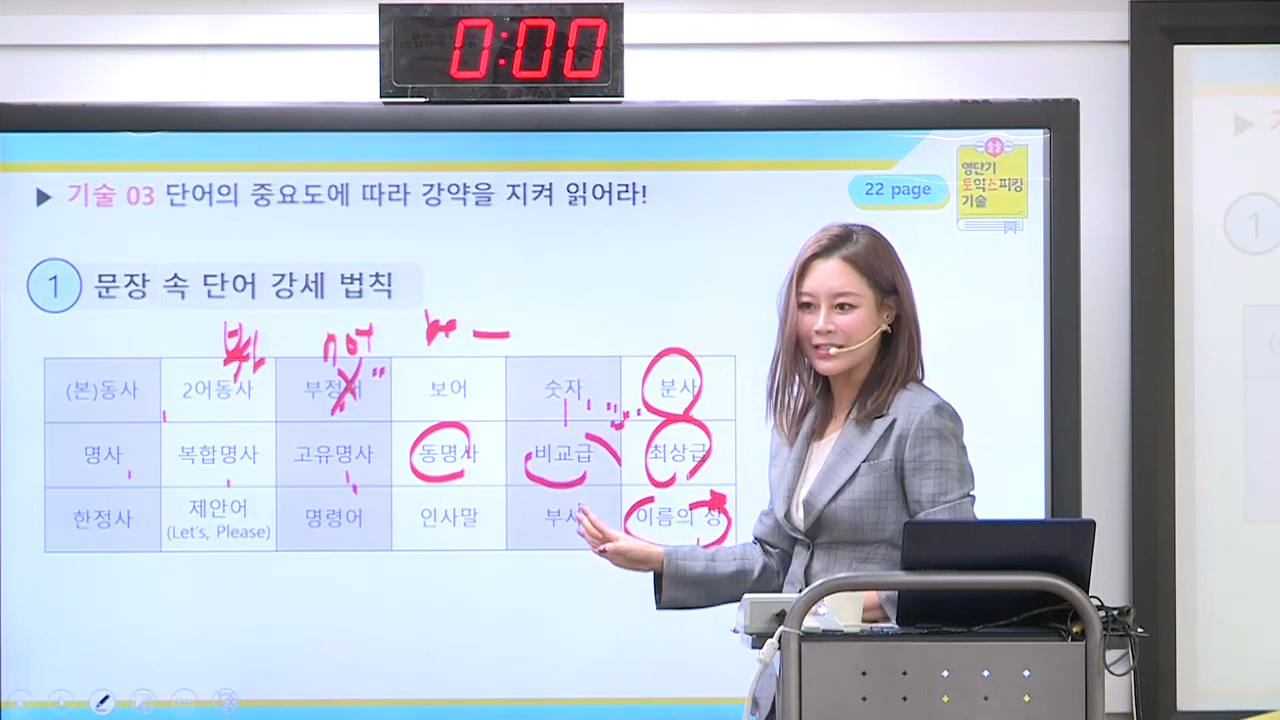 0:00
▶ 기술 03 단어의 중요도에 따라 강약을 지켜 읽어라!
22 page
영단기
토익스피킹
기술
1 문장 속 단어 강세 법칙
(본)동사 2어동사 부정어 보어 숫자 분사
명사 복합명사 고유명사 동명사 비교급 최상급
한정사 제안어 명령어 인사말 부사 이름의 성
(Let's, Please)
1